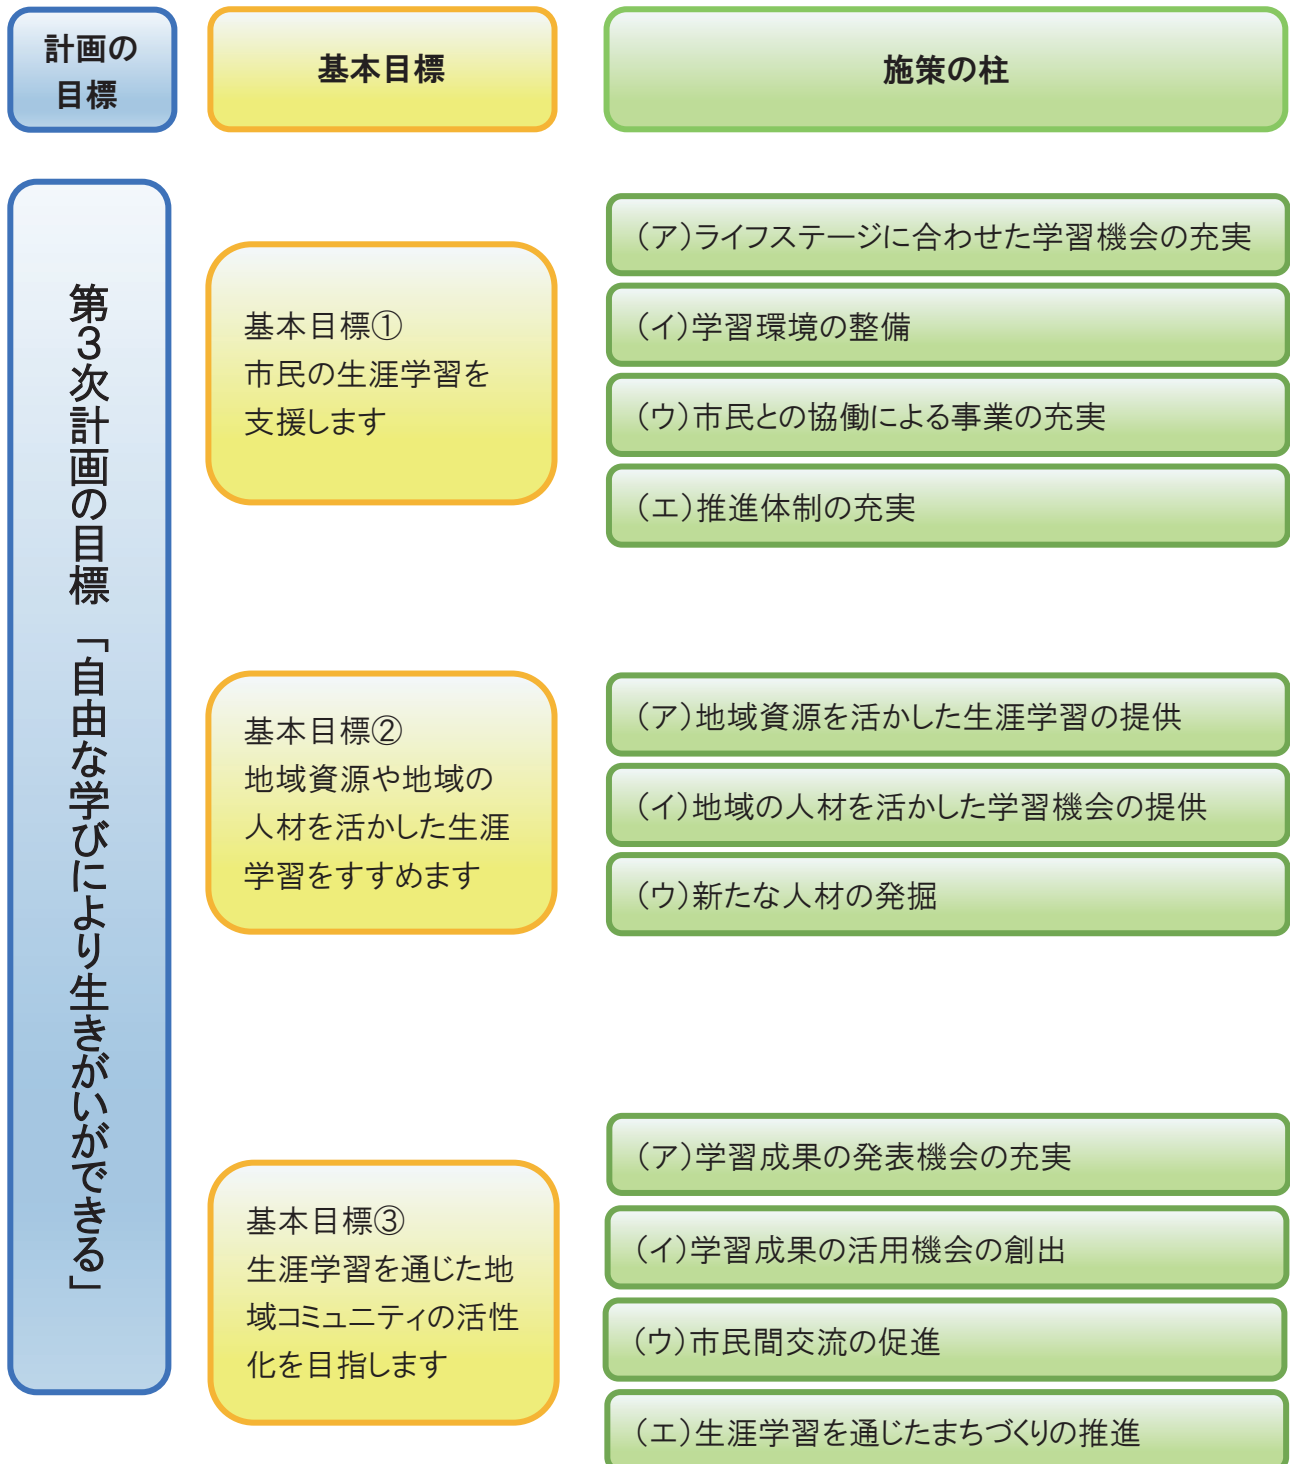 計画の
目標
基本目標
施策の柱
第３次計画の目標「自由な学びにより生きがいができる」
基本目標①
市民の生涯学習を
支援します
（ア）ライフステージに合わせた学習機会の充実
（イ）学習環境の整備
（ウ）市民との協働による事業の充実
（エ）推進体制の充実
基本目標②
地域資源や地域の
人材を活かした生涯
学習をすすめます
（ア）地域資源を活かした生涯学習の提供
（イ）地域の人材を活かした学習機会の提供
（ウ）新たな人材の発掘
基本目標③
生涯学習を通じた地
域コミュニティの活性
化を目指します
（ア）学習成果の発表機会の充実
（イ）学習成果の活用機会の創出
（ウ）市民間交流の促進
（エ）生涯学習を通じたまちづくりの推進